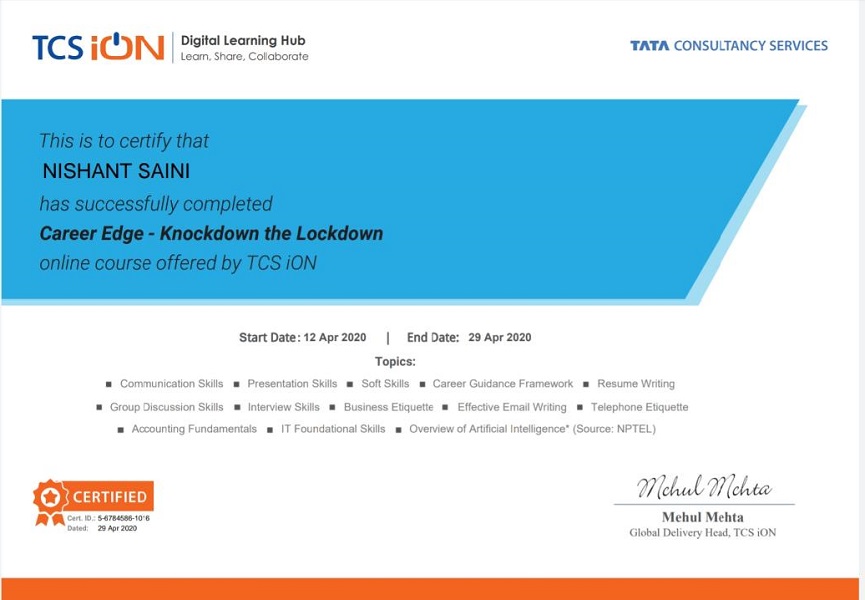 TCS iON Digital Learning Hub
Learn, Share, Collaborate
TATA CONSULTANCY SERVICES
This is to certify that
NISHANT SAINI
has successfully completed
Career Edge - Knockdown the Lockdown
online course offered by TCS iON
Start Date: 12 Apr 2020 | End Date: 29 Apr 2020
Topics:
■ Communication Skills ■ Presentation Skills ■ Soft Skills ■ Career Guidance Framework ■ Resume Writing
■ Group Discussion Skills ■ Interview Skills ■ Business Etiquette ■ Effective Email Writing ■ Telephone Etiquette
■ Accounting Fundamentals ■ IT Foundational Skills ■ Overview of Artificial Intelligence* (Source: NPTEL)
CERTIFIED
Cert. ID.: 5-6784586-1016
Dated: 29 Apr 2020
Mehul Mehta
Mehul Mehta
Global Delivery Head, TCS iON